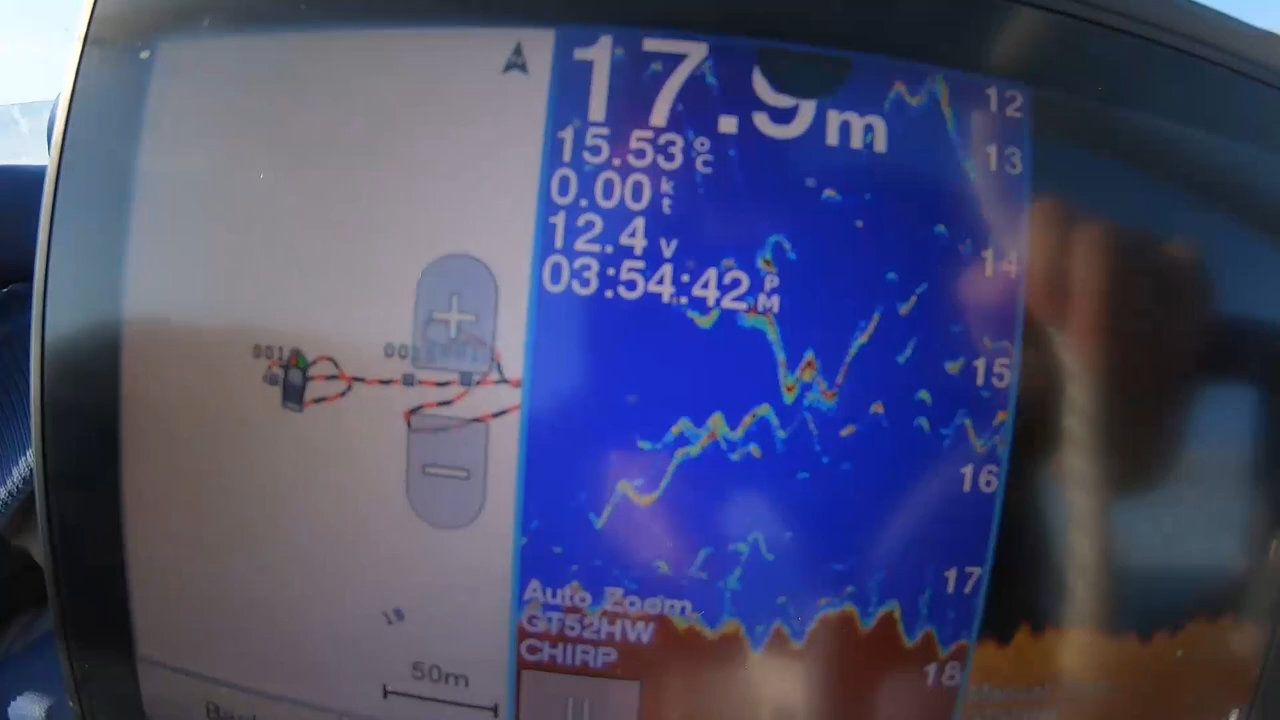 17.9m
15.53°C
0.00 kt
12.4 V
03:54:42 PM
12
13
14
15
16
17
18
Auto Zoom
GT52HW
CHIRP
18
50m